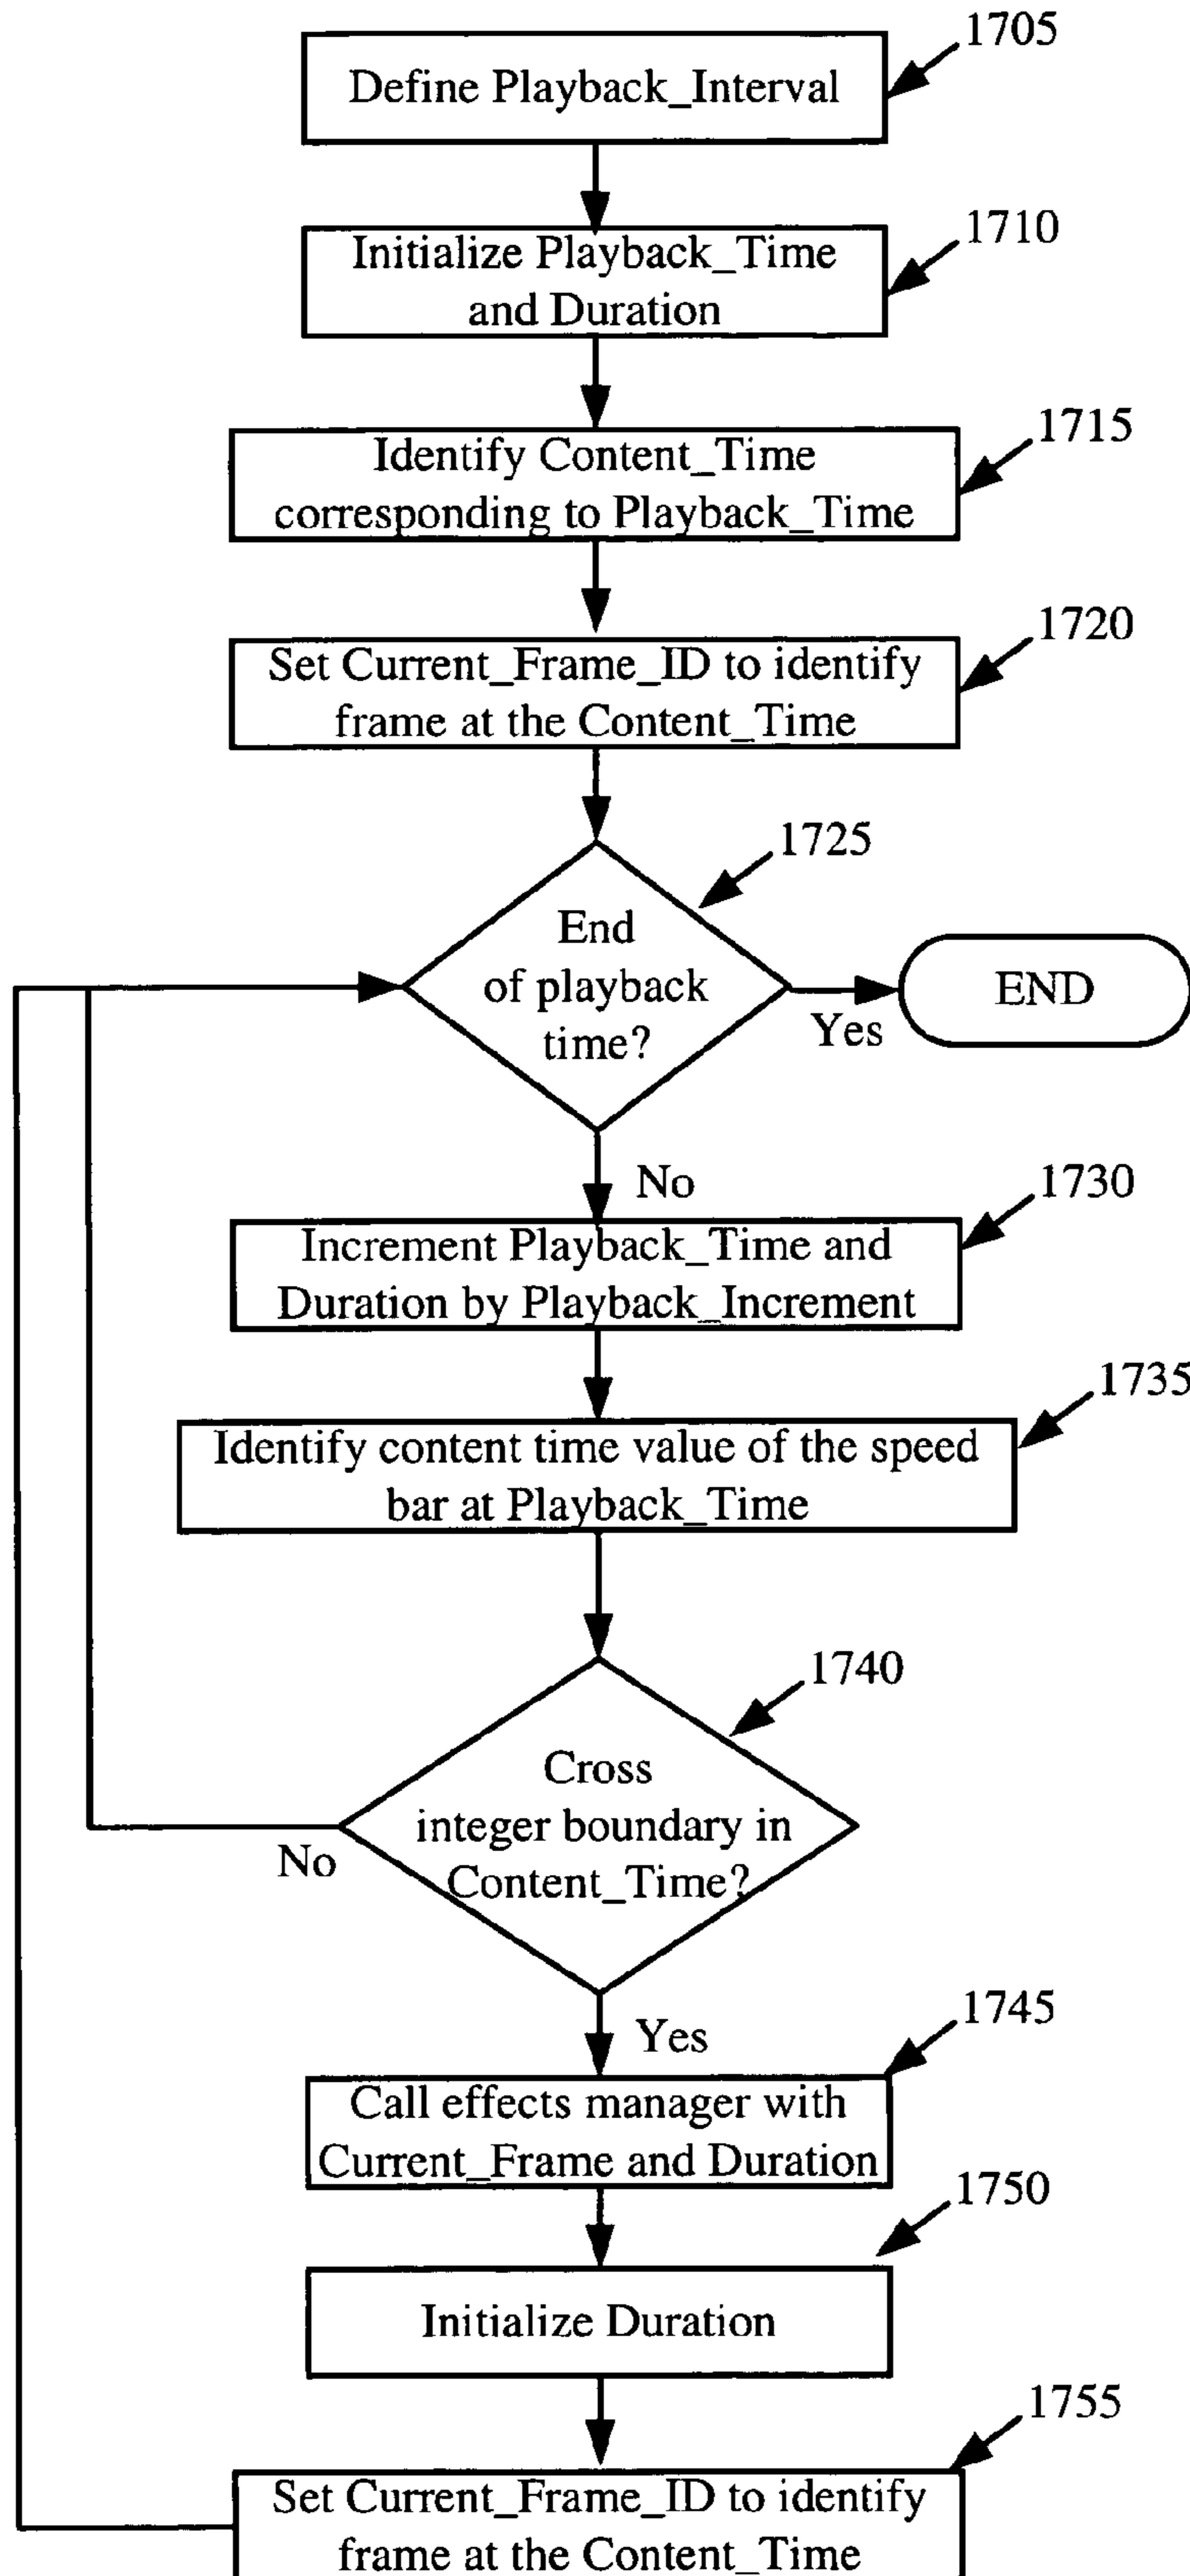 1705
Define Playback_Interval
1710
Initialize Playback_Time
and Duration
1715
Identify Content_Time
corresponding to Playback_Time
1720
Set Current_Frame_ID to identify
frame at the Content_Time
1725
End
of playback
time?
END
Yes
No
1730
Increment Playback_Time and
Duration by Playback_Increment
1735
Identify content time value of the speed
bar at Playback_Time
1740
Cross
integer boundary in
Content_Time?
No
Yes
1745
Call effects manager with
Current_Frame and Duration
1750
Initialize Duration
1755
Set Current_Frame_ID to identify
frame at the Content_Time